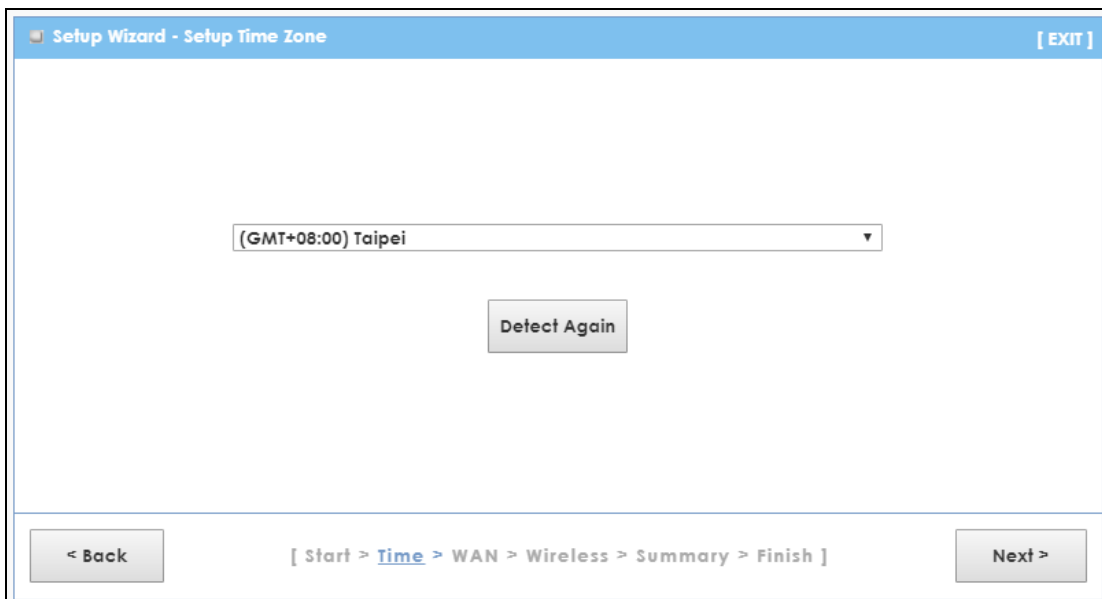 Setup Wizard - Setup Time Zone
[ EXIT ]
(GMT+08:00) Taipei
Detect Again
< Back
[ Start > Time > WAN > Wireless > Summary > Finish ]
Next >